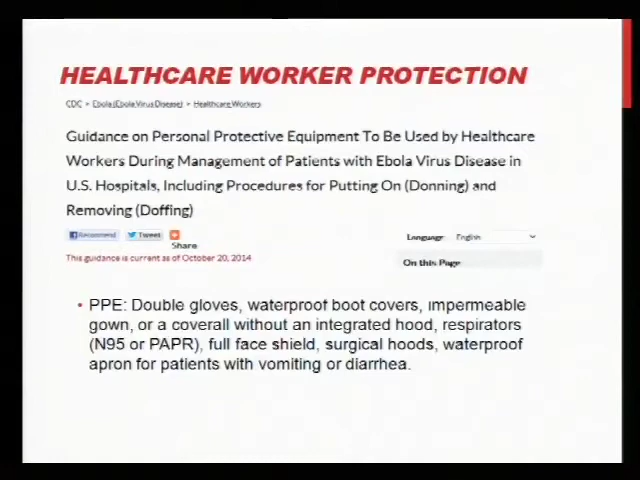 HEALTHCARE WORKER PROTECTION
CDC > Ebola (Ebola Virus Disease) > Healthcare Workers
Guidance on Personal Protective Equipment To Be Used by Healthcare
Workers During Management of Patients with Ebola Virus Disease in
U.S. Hospitals, Including Procedures for Putting On (Donning) and
Removing (Doffing)
Recommend Tweet Share
Language: English
This guidance is current as of October 20, 2014
On this Page
• PPE: Double gloves, waterproof boot covers, impermeable
gown, or a coverall without an integrated hood, respirators
(N95 or PAPR), full face shield, surgical hoods, waterproof
apron for patients with vomiting or diarrhea.